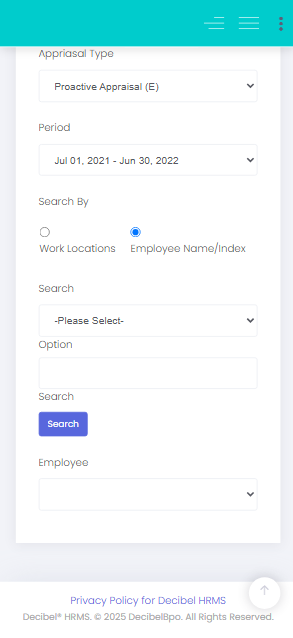 Appriasal Type
Proactive Appraisal (E)
Period
Jul 01, 2021 - Jun 30, 2022
Search By
Work Locations
Employee Name/Index
Search
-Please Select-
Option
Search
Search
Employee
Privacy Policy for Decibel HRMS
Decibel® HRMS. © 2025 DecibelBpo. All Rights Reserved.